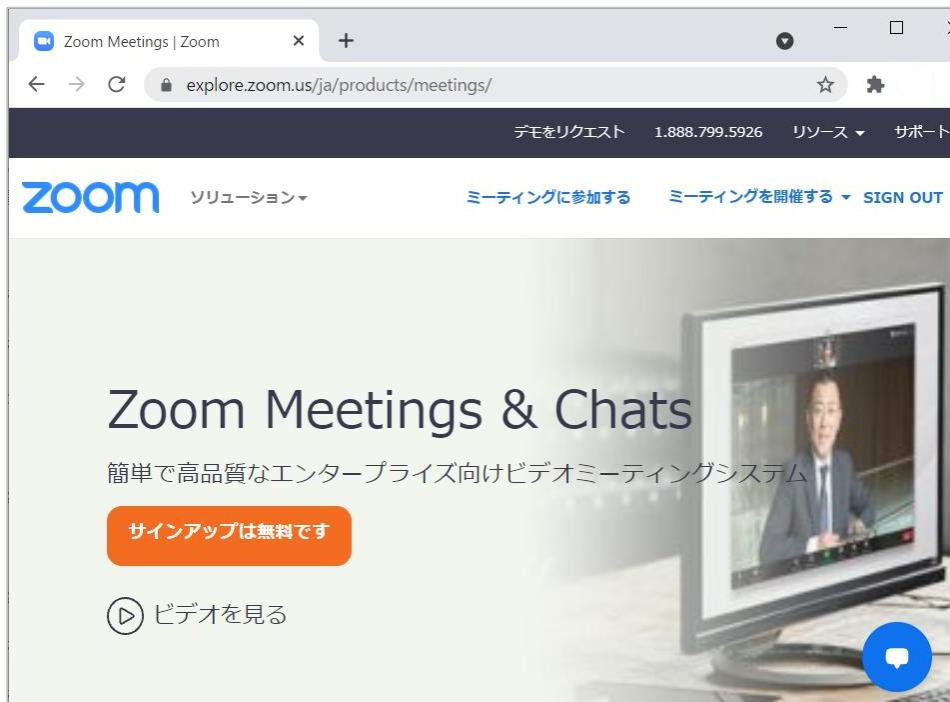 Zoom Meetings | Zoom
explore.zoom.us/ja/products/meetings/
デモをリクエスト 1.888.799.5926 リソース サポート
zoom ソリューション ミーティングに参加する ミーティングを開催する SIGN OUT
Zoom Meetings & Chats
簡単で高品質なエンタープライズ向けビデオミーティングシステム
サインアップは無料です
ビデオを見る